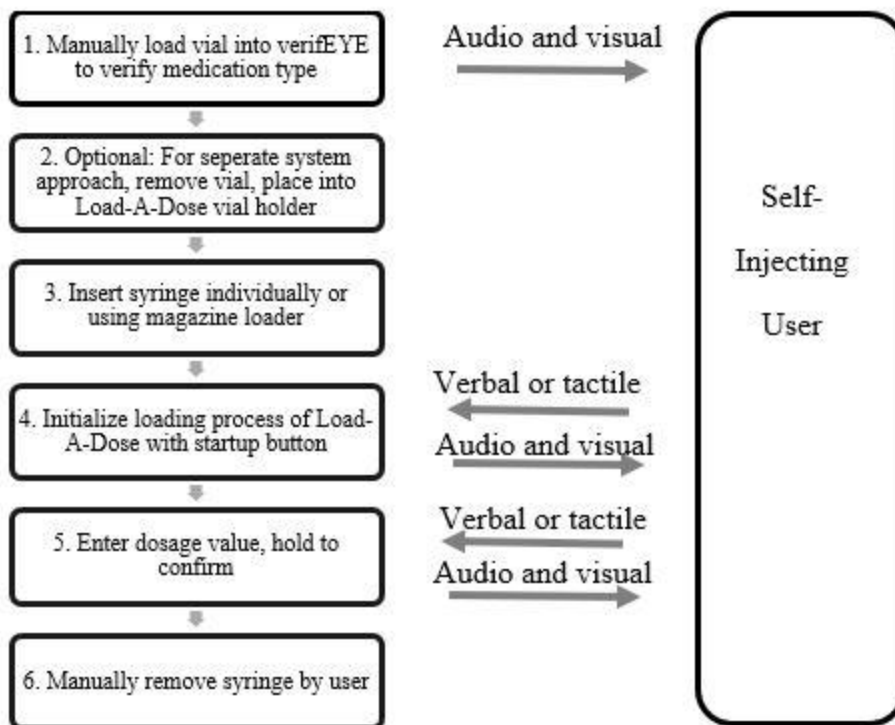 1. Manually load vial into verifEYE
to verify medication type
Audio and visual
2. Optional: For seperate system
approach, remove vial, place into
Load-A-Dose vial holder
3. Insert syringe individually or
using magazine loader
4. Initialize loading process of Load-
A-Dose with startup button
Verbal or tactile
Audio and visual
5. Enter dosage value, hold to
confirm
Verbal or tactile
Audio and visual
6. Manually remove syringe by user
Self-
Injecting
User